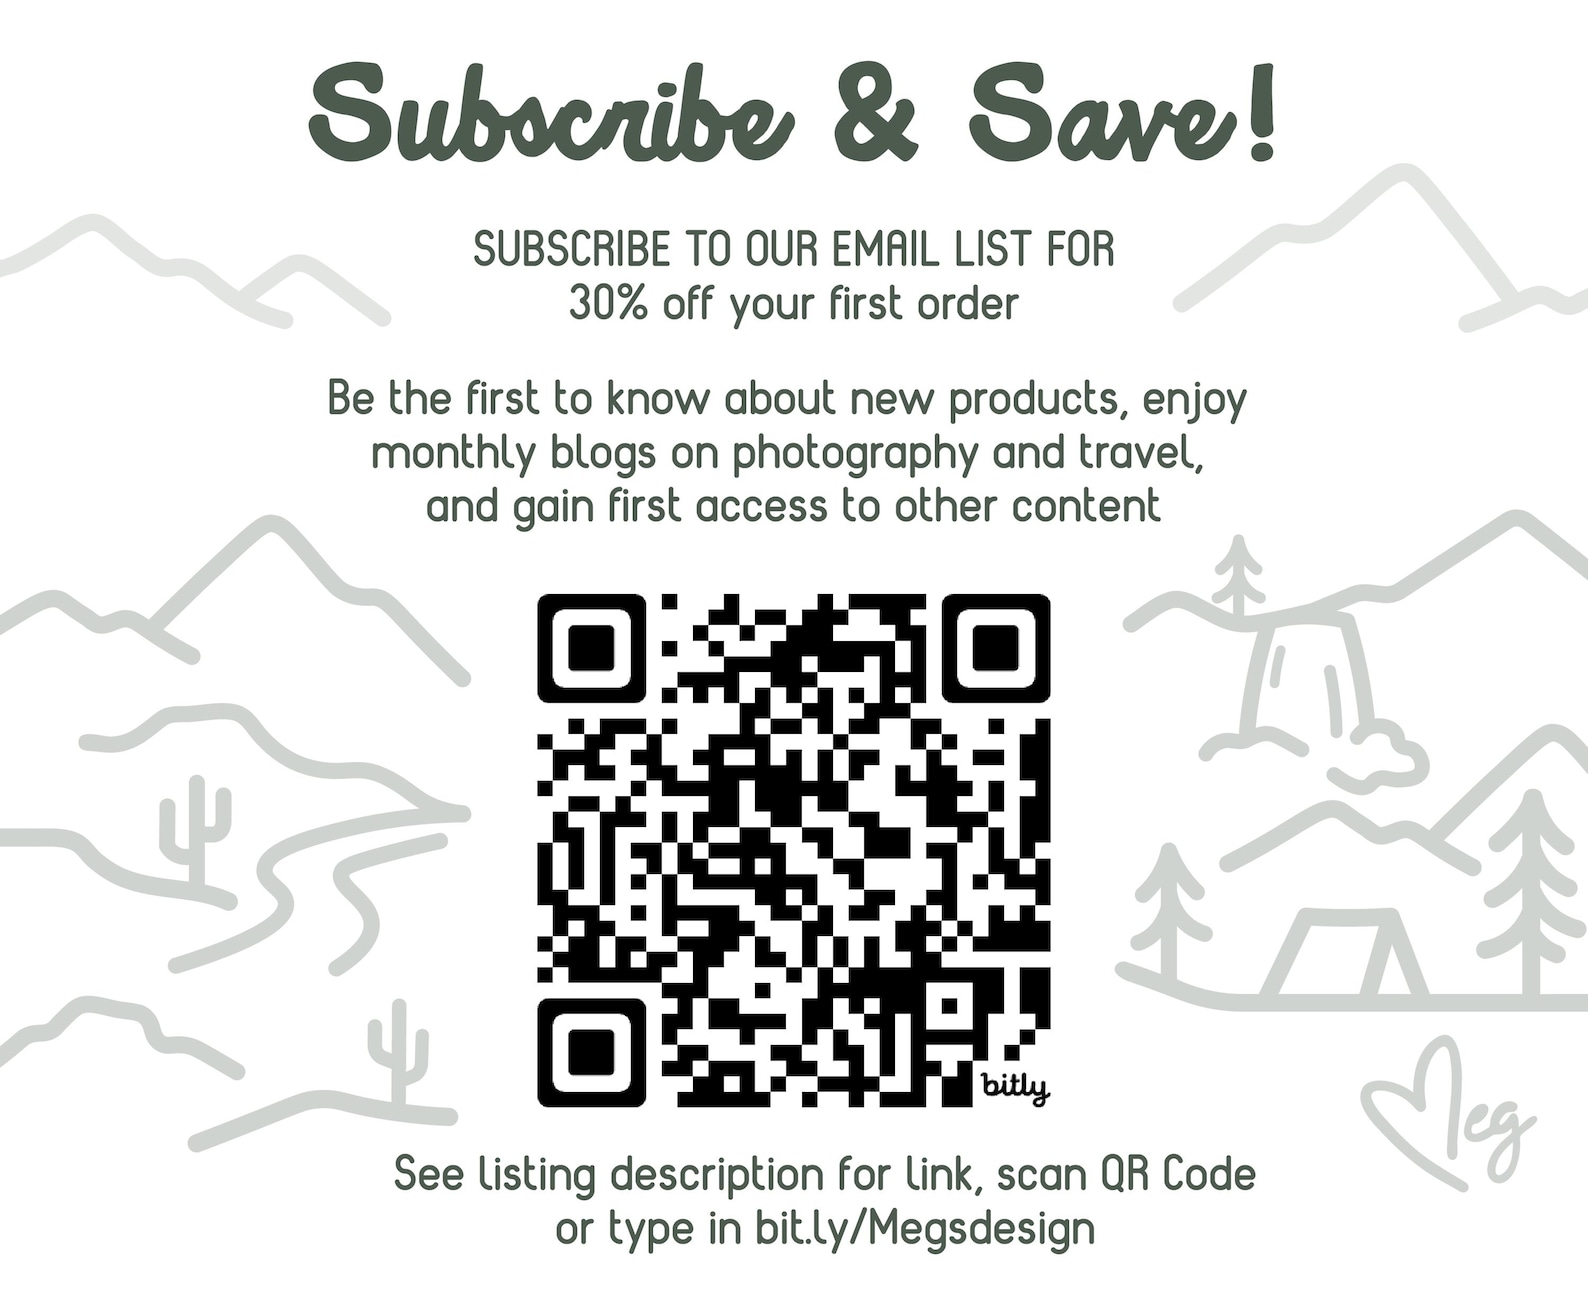 Subscribe & Save!
SUBSCRIBE TO OUR EMAIL LIST FOR
30% off your first order
Be the first to know about new products, enjoy
monthly blogs on photography and travel,
and gain first access to other content
bitly
Meg
See listing description for link, scan QR Code
or type in bit.ly/Megsdesign